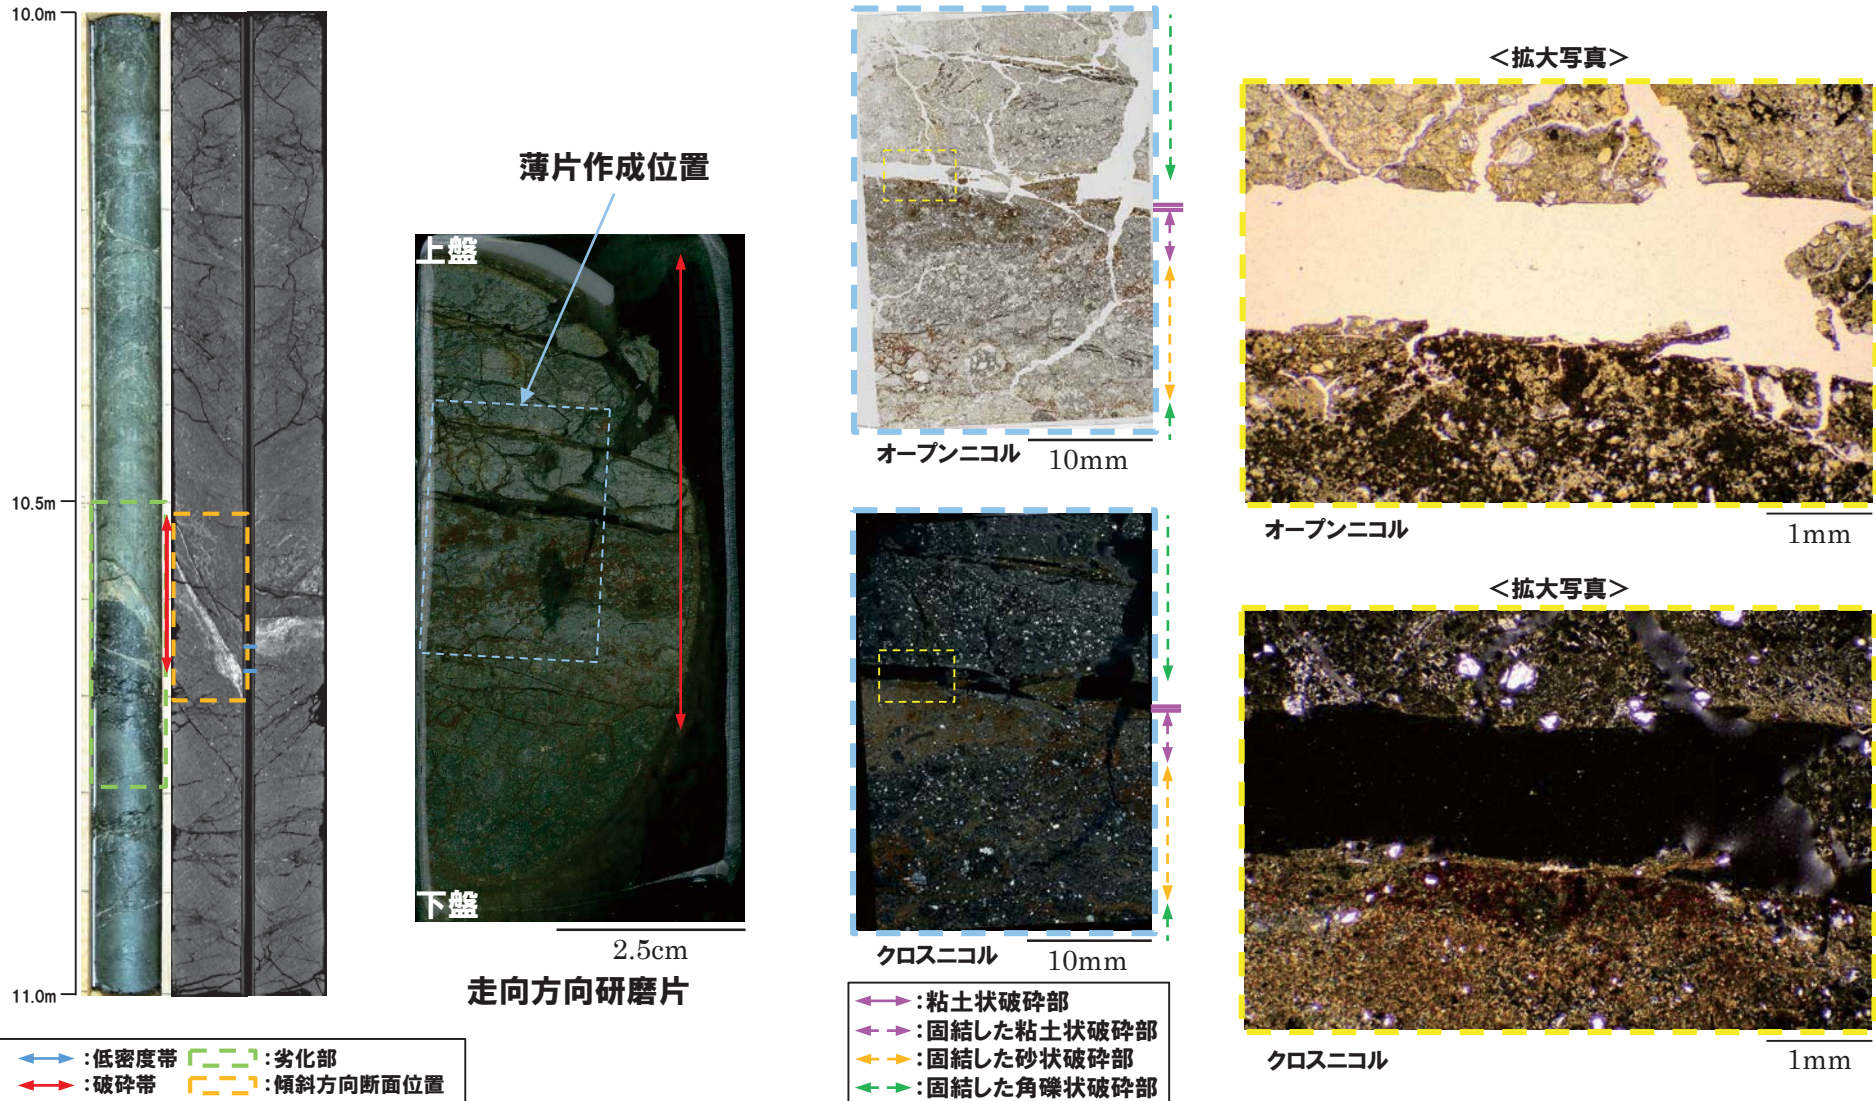 10.0m
10.5m
11.0m
薄片作成位置
上盤
下盤
2.5cm
走向方向研磨片
オープンニコル
10mm
クロスニコル
10mm
<拡大写真>
オープンニコル
1mm
<拡大写真>
クロスニコル
1mm
:低密度帯
:劣化部
:破砕帯
:傾斜方向断面位置
:粘土状破砕部
:固結した粘土状破砕部
:固結した砂状破砕部
:固結した角礫状破砕部